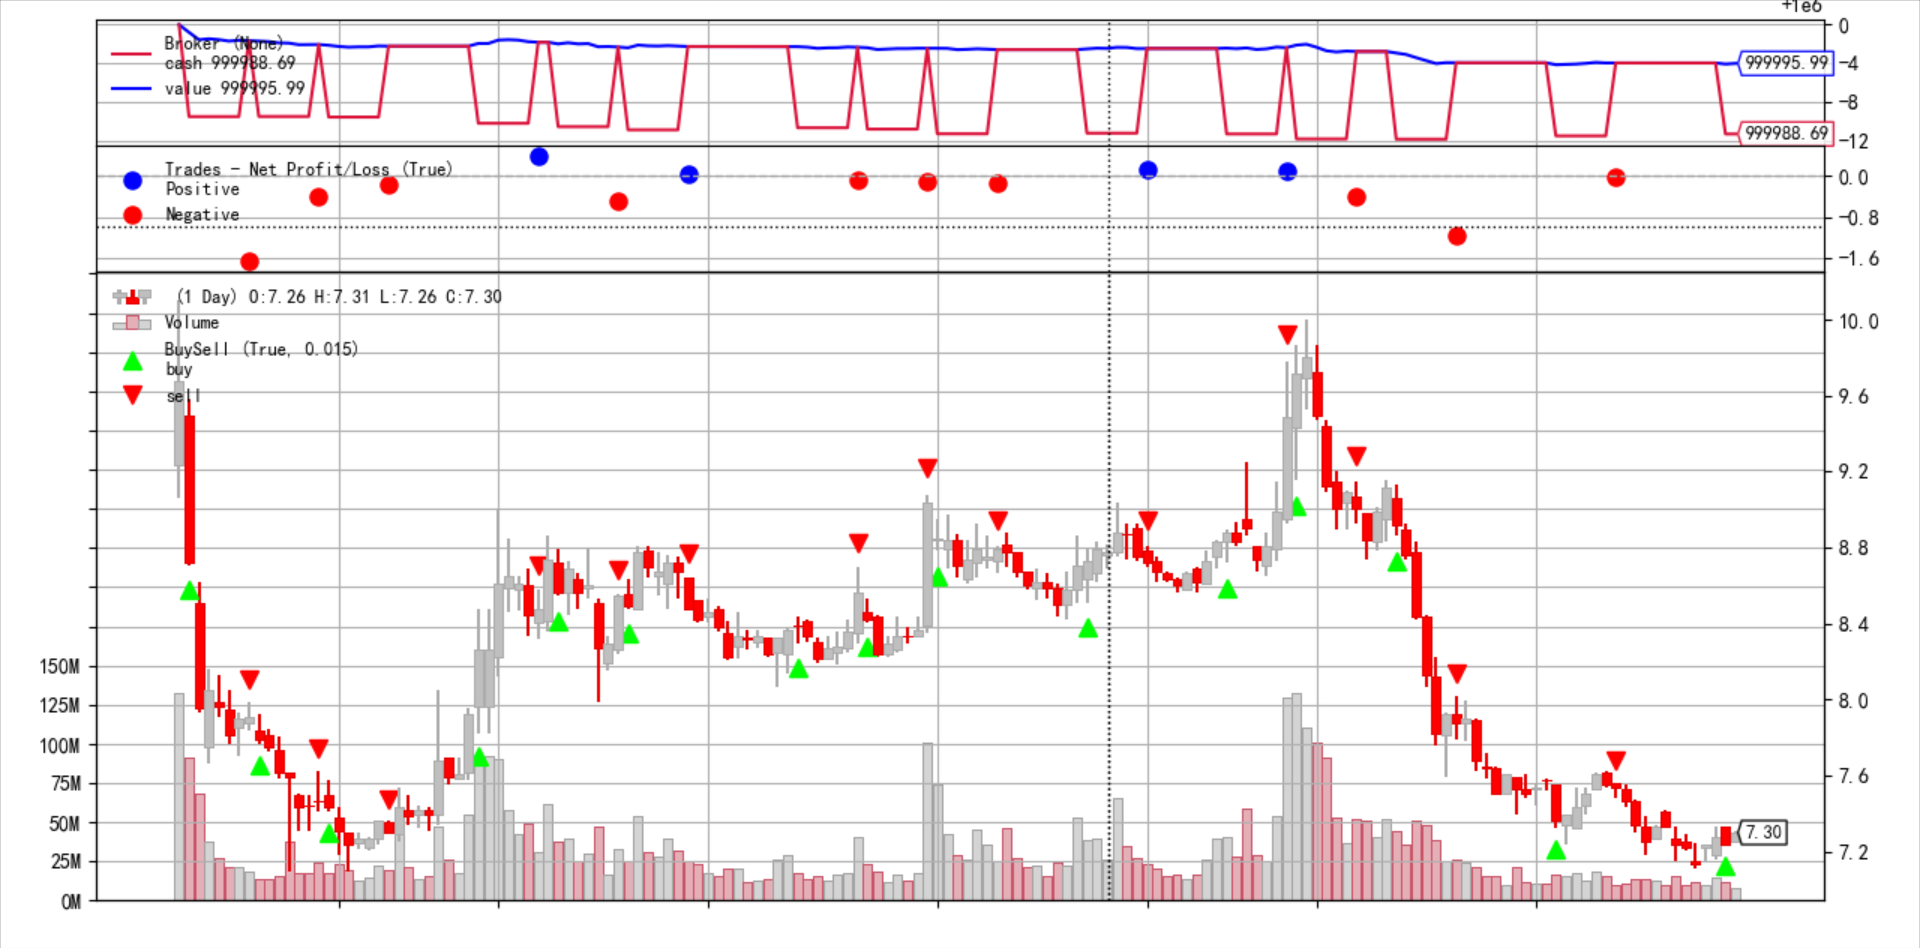 +1e6
Broker (None)
cash 999988.69
value 999995.99
0
−4
−8
−12
999995.99
999988.69
Trades - Net Profit/Loss (True)
Positive
Negative
0.0
−0.8
−1.6
(1 Day) O:7.26 H:7.31 L:7.26 C:7.30
Volume
BuySell (True, 0.015)
buy
sell
10.0
9.6
9.2
8.8
8.4
8.0
7.6
7.2
7.30
150M
125M
100M
75M
50M
25M
0M